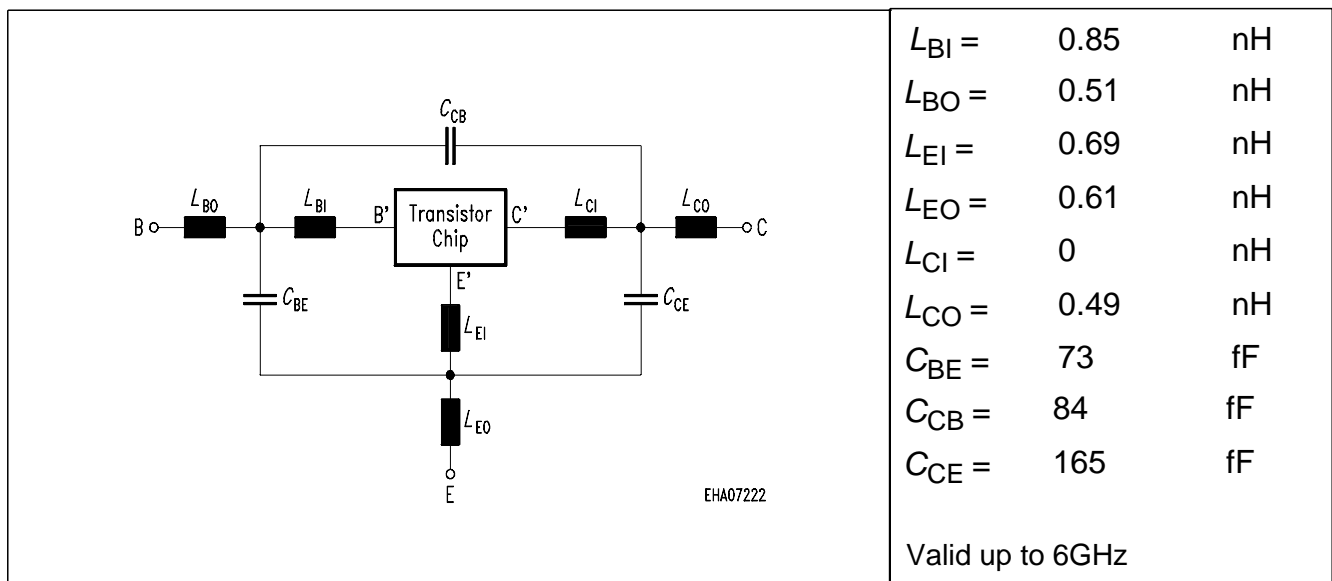 C_CB
L_BO
L_BI
B'
Transistor
Chip
C'
L_CI
L_CO
B
C
E'
C_BE
L_EI
C_CE
L_EO
E
EHA07222
L_BI = 0.85 nH
L_BO = 0.51 nH
L_EI = 0.69 nH
L_EO = 0.61 nH
L_CI = 0 nH
L_CO = 0.49 nH
C_BE = 73 fF
C_CB = 84 fF
C_CE = 165 fF
Valid up to 6GHz